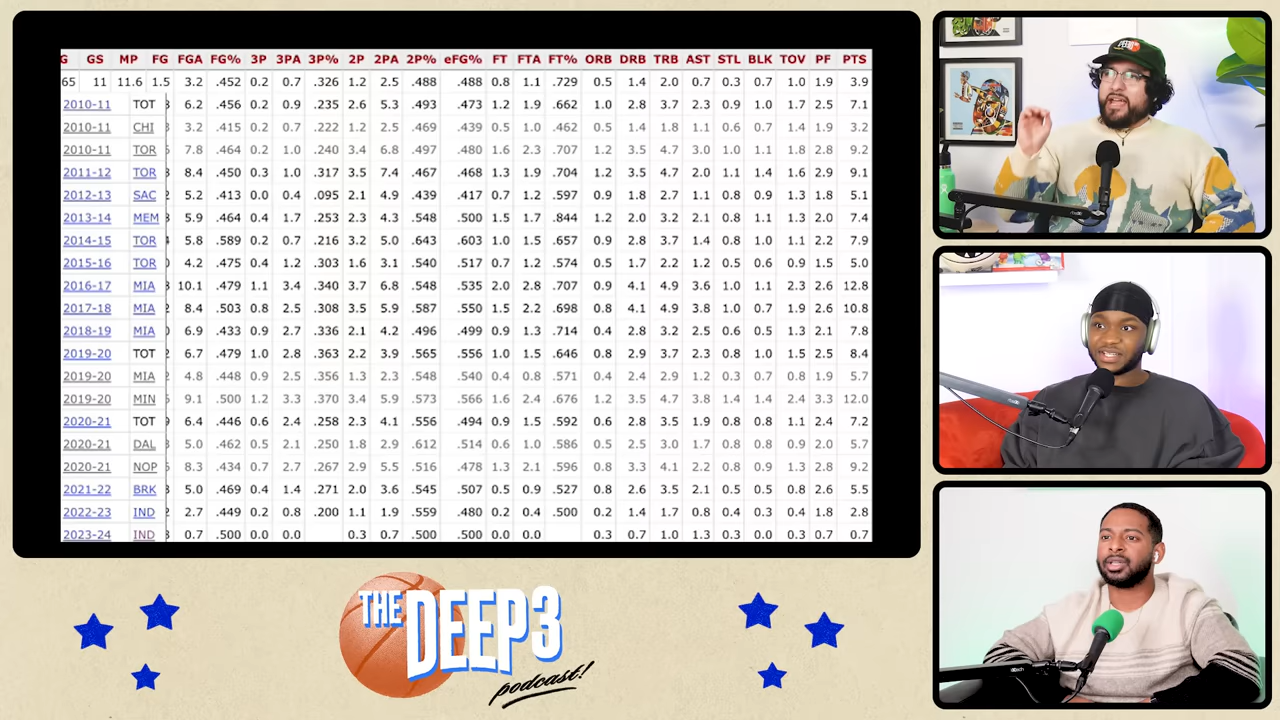 G GS MP FG FGA FG% 3P 3PA 3P% 2P 2PA 2P% eFG% FT FTA FT% ORB DRB TRB AST STL BLK TOV PF PTS
65 11 11.6 1.5 3.2 .452 0.2 0.7 .326 1.2 2.5 .488 .488 0.8 1.1 .729 0.5 1.4 2.0 0.7 0.3 0.7 1.0 1.9 3.9
2010-11 TOT 6.2 .456 0.2 0.9 .235 2.6 5.3 .493 .473 1.3 1.9 .662 1.0 2.8 3.7 2.3 0.9 1.0 1.7 2.5 7.1
2010-11 CHI 3.2 .415 0.2 0.7 .222 1.2 2.5 .469 .439 0.5 1.0 .462 0.5 1.4 1.8 1.1 0.6 0.7 1.4 1.9 3.2
2010-11 TOR 7.8 .464 0.2 .240 3.4 6.8 .497 .480 1.6 2.3 .707 1.2 3.5 4.7 3.0 1.0 1.1 1.8 2.8 9.2
2011-12 TOR 8.4 .450 0.3 1.0 .317 3.5 7.4 .467 .468 1.3 1.9 .704 1.2 3.5 4.7 2.0 1.1 1.4 1.6 2.9 9.1
2012-13 SAC 5.2 .413 0.0 0.4 .095 2.1 4.9 .439 .417 0.7 1.2 .597 0.9 1.8 2.7 1.1 0.8 1.3 1.8 5.1
2013-14 MEM 5.9 .464 0.4 1.7 .253 2.3 4.3 .548 .500 1.5 1.7 .844 1.2 2.0 3.2 2.1 0.8 1.1 1.3 2.0 7.4
2014-15 TOR 5.8 .589 0.2 0.7 .216 3.2 5.0 .643 .603 1.0 1.5 .657 0.9 2.8 3.7 1.4 0.8 1.0 1.1 2.2 7.9
2015-16 TOR 4.2 .475 0.4 1.2 .303 1.6 3.1 .540 .517 0.7 1.2 .574 0.5 1.7 2.2 1.2 0.5 0.6 0.9 1.5 5.0
2016-17 MIA 10.1 .479 1.1 3.4 .340 3.7 6.8 .548 .535 2.0 2.8 .707 0.9 4.1 4.9 3.6 1.0 1.1 2.3 2.6 12.8
2017-18 MIA 8.4 .503 0.8 2.5 .308 3.5 5.9 .587 .550 1.5 2.2 .698 0.8 4.1 4.9 3.8 1.0 0.7 1.9 2.6 10.8
2018-19 MIA 6.9 .433 0.9 2.7 .336 2.1 4.2 .496 .499 0.9 1.3 .714 0.4 2.8 3.2 2.5 0.6 0.5 1.3 2.1 7.8
2019-20 TOT 6.7 .479 1.0 2.8 .363 2.2 3.9 .565 .556 1.0 1.5 .646 0.8 2.9 3.7 2.3 0.8 1.0 1.5 2.5 8.4
2019-20 MIA 4.8 .448 0.9 2.5 .356 1.3 2.3 .548 .540 0.4 0.8 .571 0.4 2.4 2.9 1.2 0.3 0.7 0.8 1.9 5.7
2019-20 MIN 9.1 .500 1.2 3.3 .370 3.4 5.5 .573 .566 1.6 2.4 .676 1.2 3.5 4.7 3.8 1.4 1.4 2.4 3.3 12.0
2020-21 TOT 6.4 .446 0.6 2.4 .258 2.3 4.1 .556 .494 0.9 1.5 .592 0.6 2.8 3.5 1.9 0.8 0.8 1.1 2.4 7.2
2020-21 DAL 5.0 .462 0.5 2.1 .250 1.8 2.9 .612 .514 0.6 1.0 .586 0.5 2.5 3.0 1.7 0.8 0.8 0.9 2.0 5.7
2020-21 NOP 8.3 .434 0.7 2.7 .267 2.9 5.5 .516 .478 1.3 2.1 .596 0.8 3.3 4.1 2.2 0.8 0.9 1.3 2.8 9.2
2021-22 BRK 5.0 .469 0.4 1.4 .271 2.0 3.6 .545 .507 0.5 0.9 .527 0.8 2.6 3.5 2.1 0.5 0.5 0.8 2.6 5.5
2022-23 IND 2.7 .449 0.2 0.8 .200 1.1 1.9 .559 .480 0.2 0.4 .500 0.2 1.4 1.7 0.8 0.4 0.3 0.4 1.8 2.8
2023-24 IND 0.7 .500 0.0 0.0 0.3 0.7 .500 .500 0.0 0.0 0.3 0.7 1.0 1.3 0.3 0.0 0.3 0.7 0.7
THE DEEP3
podcast!